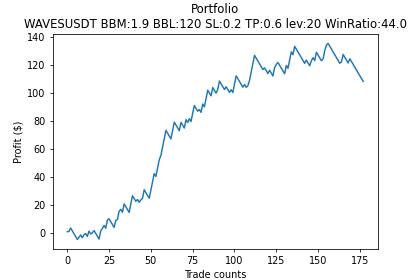 Portfolio
WAVESUSDT BBM:1.9 BBL:120 SL:0.2 TP:0.6 lev:20 WinRatio:44.0
140
120
100
80
60
40
20
0
Profit ($)
0 25 50 75 100 125 150 175
Trade counts